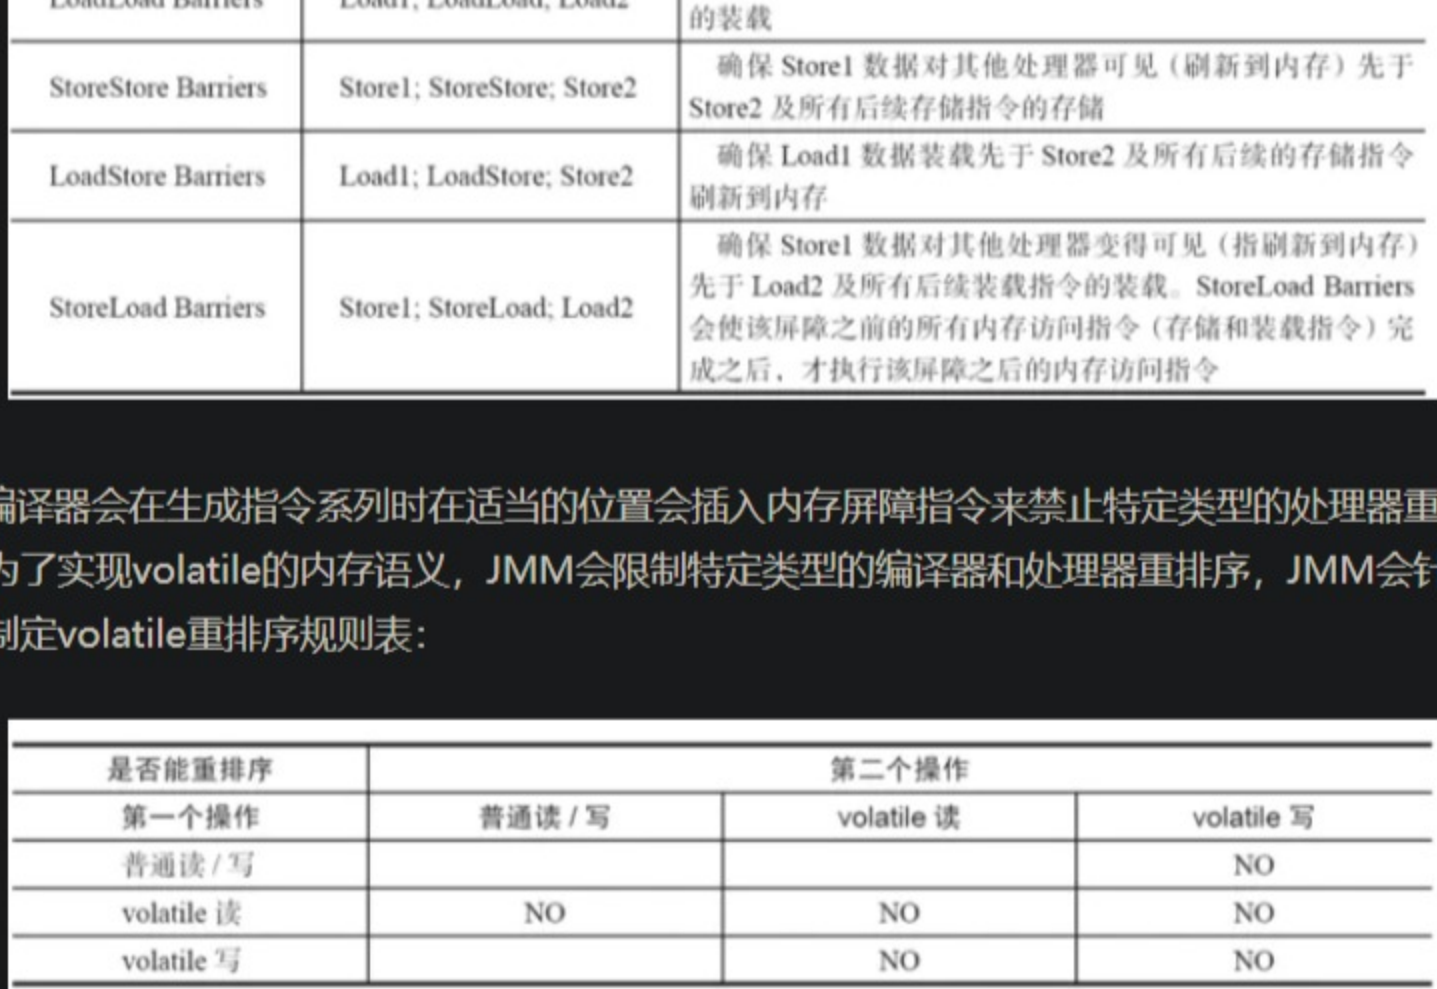 LoadLoad Barriers Load1; LoadLoad; Load2 的装载
StoreStore Barriers Store1; StoreStore; Store2 确保 Store1 数据对其他处理器可见（刷新到内存）先于
Store2 及所有后续存储指令的存储
LoadStore Barriers Load1; LoadStore; Store2 确保 Load1 数据装载先于 Store2 及所有后续的存储指令
刷新到内存
StoreLoad Barriers Store1; StoreLoad; Load2 确保 Store1 数据对其他处理器变得可见（指刷新到内存）
先于 Load2 及所有后续装载指令的装载。StoreLoad Barriers
会使该屏障之前的所有内存访问指令（存储和装载指令）完
成之后，才执行该屏障之后的内存访问指令
编译器会在生成指令系列时在适当的位置会插入内存屏障指令来禁止特定类型的处理器重
为了实现volatile的内存语义，JMM会限制特定类型的编译器和处理器重排序，JMM会针
制定volatile重排序规则表：
是否能重排序 第二个操作
第一个操作 普通读 / 写 volatile 读 volatile 写
普通读 / 写 NO
volatile 读 NO NO NO
volatile 写 NO NO